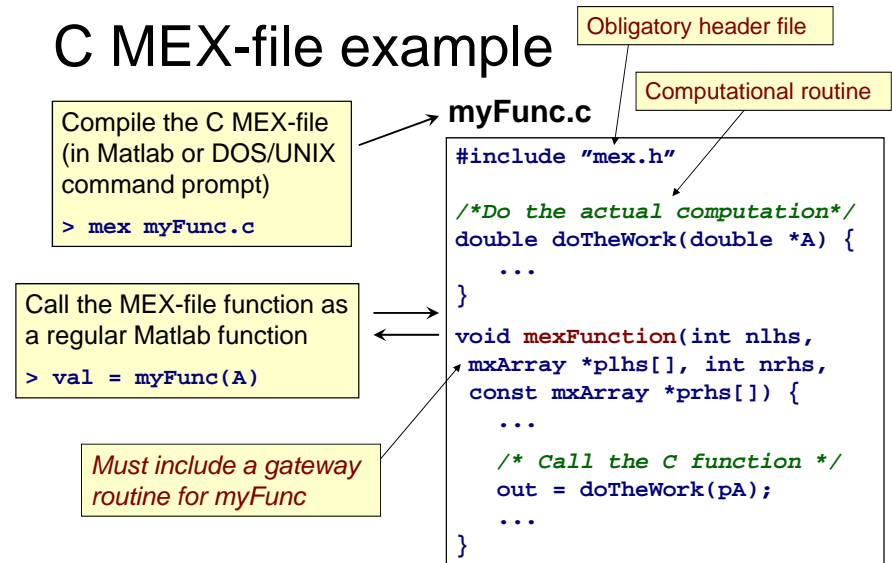 C MEX-file example
Obligatory header file
Computational routine
Compile the C MEX-file
(in Matlab or DOS/UNIX
command prompt)
> mex myFunc.c
myFunc.c
#include ”mex.h”
/*Do the actual computation*/
double doTheWork(double *A) {
...
}
void mexFunction(int nlhs,
mxArray *plhs[], int nrhs,
const mxArray *prhs[]) {
...
/* Call the C function */
out = doTheWork(pA);
...
}
Call the MEX-file function as
a regular Matlab function
> val = myFunc(A)
Must include a gateway
routine for myFunc